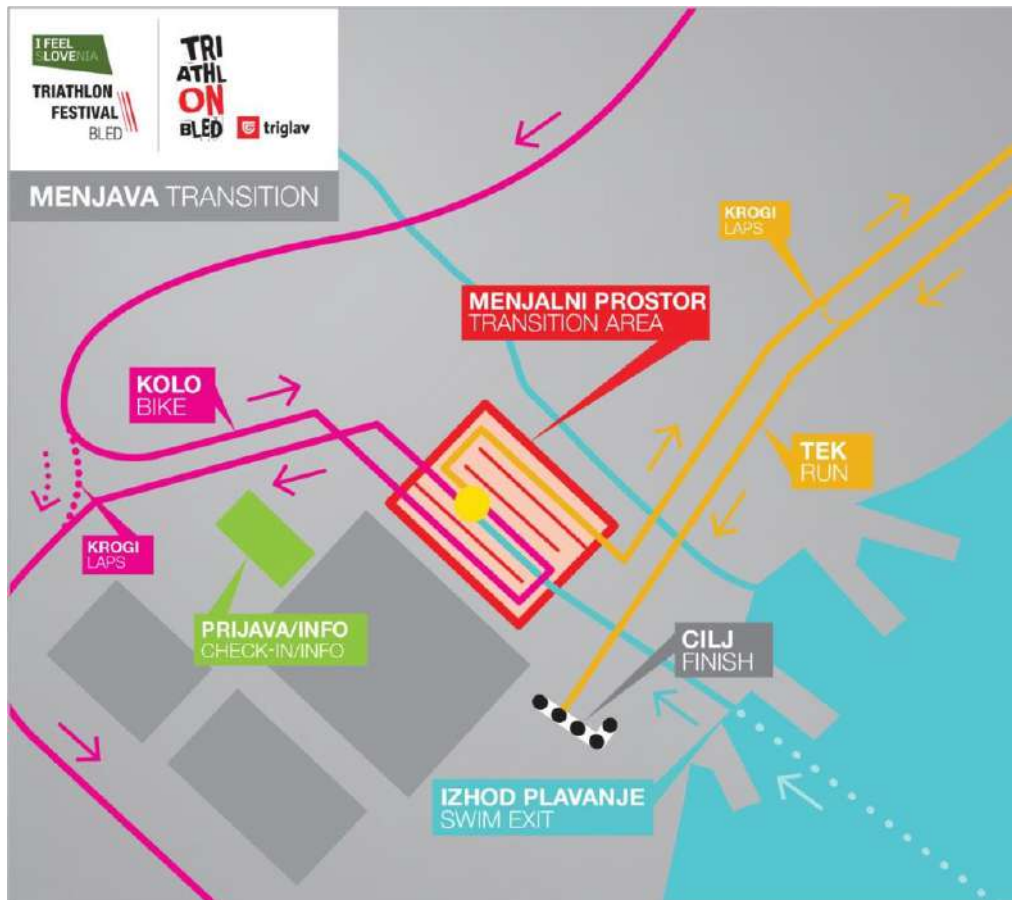 I FEEL
SLOVENIA
TRIATHLON
FESTIVAL
BLED
TRI
ATHL
ON
BLED
triglav
MENJAVA TRANSITION
KROGI
LAPS
MENJALNI PROSTOR
TRANSITION AREA
KOLO
BIKE
TEK
RUN
KROGI
LAPS
PRIJAVA/INFO
CHECK-IN/INFO
CILJ
FINISH
IZHOD PLAVANJE
SWIM EXIT